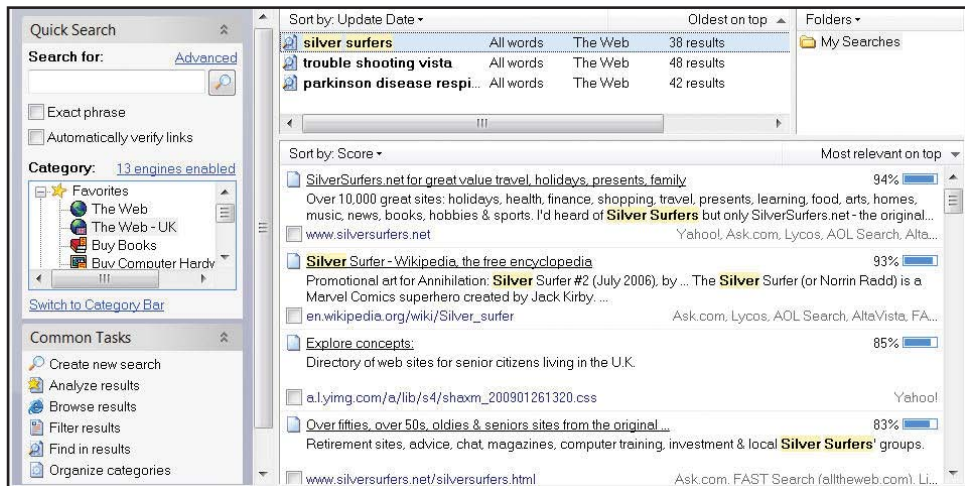 Quick Search
Search for: Advanced
Exact phrase
Automatically verify links
Category: 13 engines enabled
Favorites
The Web
The Web - UK
Buy Books
Buy Computer Hardw
Switch to Category Bar
Common Tasks
Create new search
Analyze results
Browse results
Filter results
Find in results
Organize categories
Sort by: Update Date Oldest on top
silver surfers All words The Web 38 results
trouble shooting vista All words The Web 48 results
parkinson disease respi... All words The Web 42 results
Folders
My Searches
Sort by: Score Most relevant on top
SilverSurfers.net for great value travel, holidays, presents, family 94%
Over 10,000 great sites: holidays, health, finance, shopping, travel, presents, learning, food, arts, homes,
music, news, books, hobbies & sports. I'd heard of Silver Surfers but only SilverSurfers.net - the original...
www.silversurfers.net Yahoo!, Ask.com, Lycos, AOL Search, Alta...
Silver Surfer - Wikipedia, the free encyclopedia 93%
Promotional art for Annihilation: Silver Surfer #2 (July 2006), by ... The Silver Surfer (or Norrin Radd) is a
Marvel Comics superhero created by Jack Kirby. ...
en.wikipedia.org/wiki/Silver_surfer Ask.com, Lycos, AOL Search, AltaVista, FA...
Explore concepts: 85%
Directory of web sites for senior citizens living in the U.K.
a.l.yimg.com/a/lib/s4/shaxm_200901261320.css Yahoo!
Over fifties, over 50s, oldies & seniors sites from the original ... 83%
Retirement sites, advice, chat, magazines, computer training, investment & local Silver Surfers' groups.
www.silversurfers.net/silversurfers.html Ask.com, FAST Search (alltheweb.com), Li...